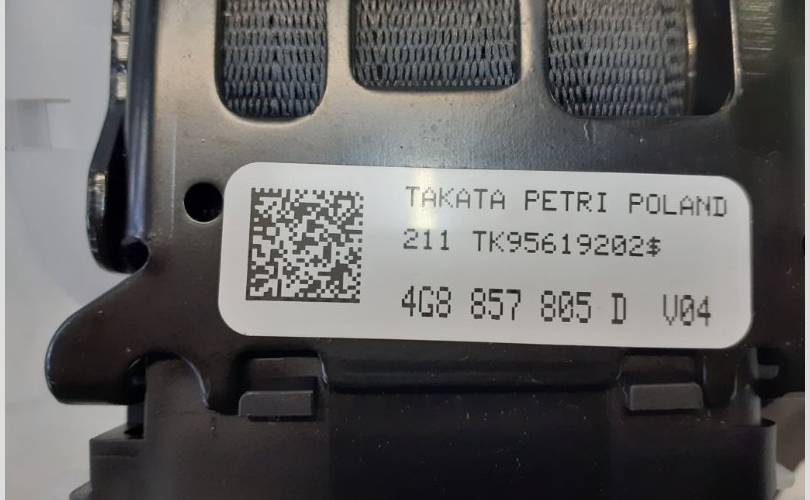 TAKATA PETRI POLAND
211 TK95619202$
4G8 857 805 D V04